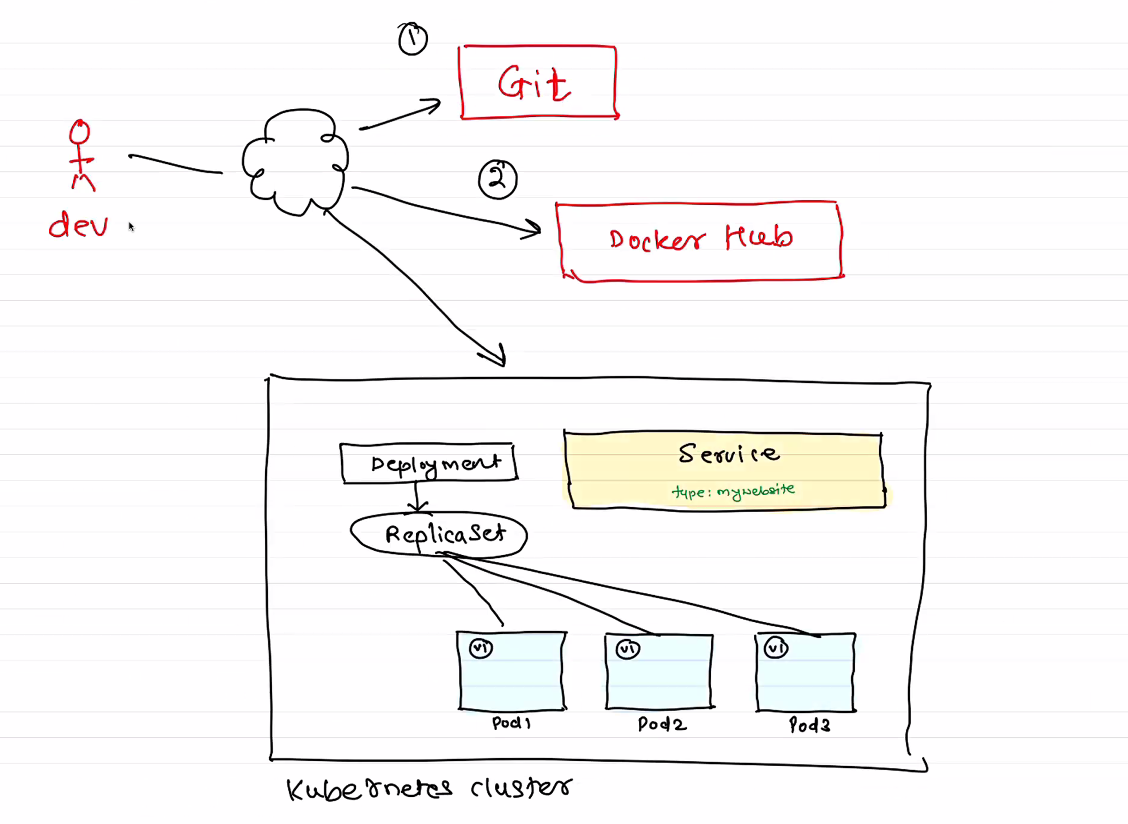 ①
Git
②
Docker Hub
dev
Deployment
Service
type: mywebsite
ReplicaSet
v1
v1
v1
Pod1
Pod2
Pod3
Kubernetes cluster